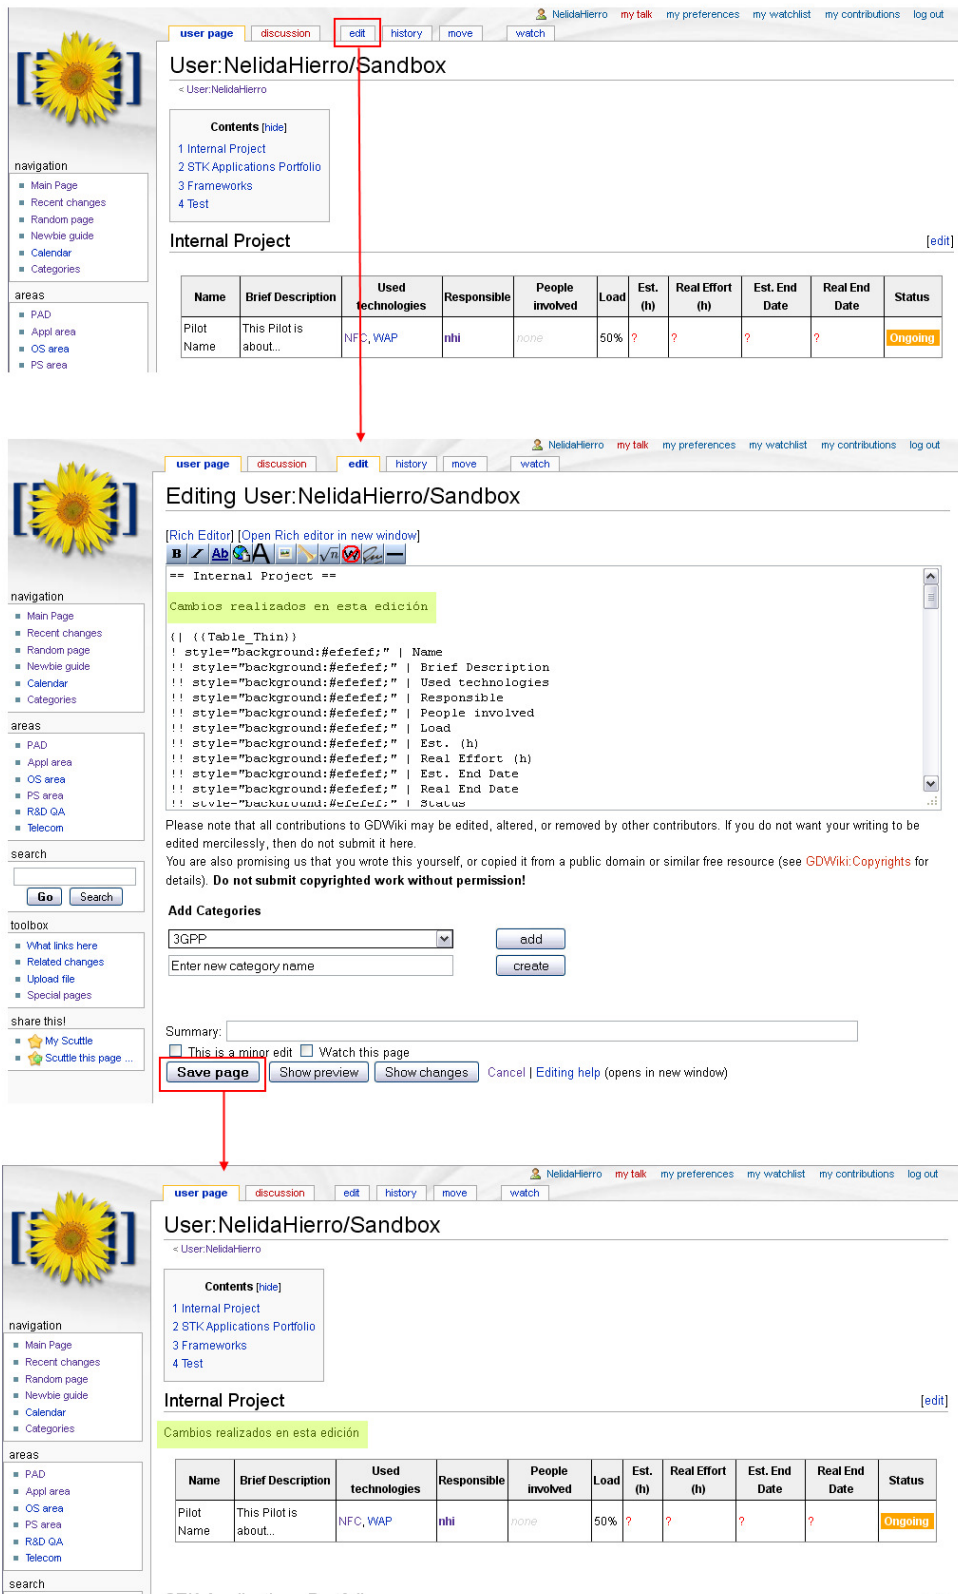 NelidaHierro my talk my preferences my watchlist my contributions log out
user page discussion edit history move watch
User:NelidaHierro/Sandbox
< User:NelidaHierro
Contents [hide]
1 Internal Project
2 STK Applications Portfolio
3 Frameworks
4 Test
navigation
Main Page
Recent changes
Random page
Newbie guide
Calendar
Categories
areas
PAD
Appl area
OS area
PS area
Internal Project [edit]
Name Brief Description Used technologies Responsible People involved Load Est. (h) Real Effort (h) Est. End Date Real End Date Status
Pilot Name This Pilot is about... NFC, WAP nhi none 50% ? ? ? ? Ongoing
NelidaHierro my talk my preferences my watchlist my contributions log out
user page discussion edit history move watch
Editing User:NelidaHierro/Sandbox
[Rich Editor] [Open Rich editor in new window]
B I Ab A √n W
== Internal Project ==
Cambios realizados en esta edición
{| {{Table_Thin}}
! style="background:#efefef;" | Name
!! style="background:#efefef;" | Brief Description
!! style="background:#efefef;" | Used technologies
!! style="background:#efefef;" | Responsible
!! style="background:#efefef;" | People involved
!! style="background:#efefef;" | Load
!! style="background:#efefef;" | Est. (h)
!! style="background:#efefef;" | Real Effort (h)
!! style="background:#efefef;" | Est. End Date
!! style="background:#efefef;" | Real End Date
!! style="background:#efefef;" | Status
navigation
Main Page
Recent changes
Random page
Newbie guide
Calendar
Categories
areas
PAD
Appl area
OS area
PS area
R&D QA
Telecom
search
Go Search
toolbox
What links here
Related changes
Upload file
Special pages
share this!
My Scuttle
Scuttle this page ...
Please note that all contributions to GDWiki may be edited, altered, or removed by other contributors. If you do not want your writing to be
edited mercilessly, then do not submit it here.
You are also promising us that you wrote this yourself, or copied it from a public domain or similar free resource (see GDWiki:Copyrights for
details). Do not submit copyrighted work without permission!
Add Categories
3GPP add
Enter new category name create
Summary:
This is a minor edit Watch this page
Save page Show preview Show changes Cancel | Editing help (opens in new window)
NelidaHierro my talk my preferences my watchlist my contributions log out
user page discussion edit history move watch
User:NelidaHierro/Sandbox
< User:NelidaHierro
Contents [hide]
1 Internal Project
2 STK Applications Portfolio
3 Frameworks
4 Test
navigation
Main Page
Recent changes
Random page
Newbie guide
Calendar
Categories
areas
PAD
Appl area
OS area
PS area
R&D QA
Telecom
search
Internal Project [edit]
Cambios realizados en esta edición
Name Brief Description Used technologies Responsible People involved Load Est. (h) Real Effort (h) Est. End Date Real End Date Status
Pilot Name This Pilot is about... NFC, WAP nhi none 50% ? ? ? ? Ongoing